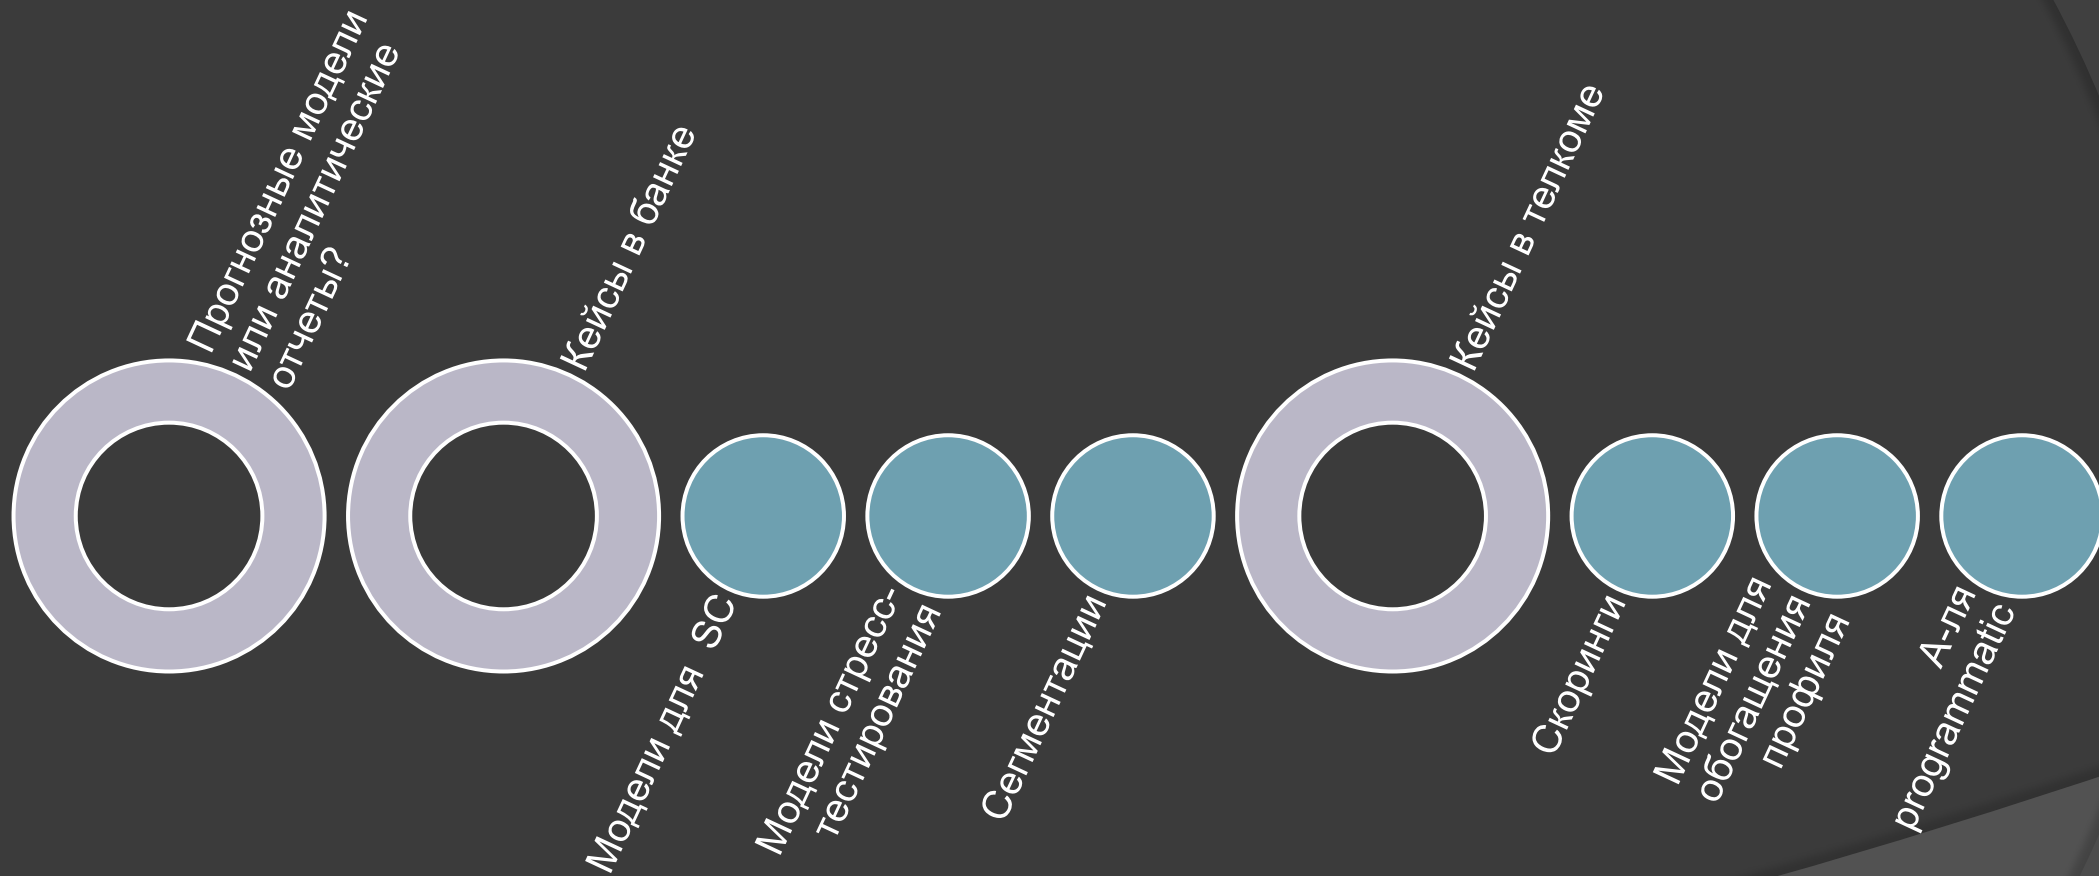 Прогнозные модели
или аналитические
отчеты?
Кейсы в банке
Модели для  SC
Модели стресс-
тестирования
Сегментации
Кейсы в телкоме
Скоринги
Модели для
обогащения
профиля
А-ля
programmatic